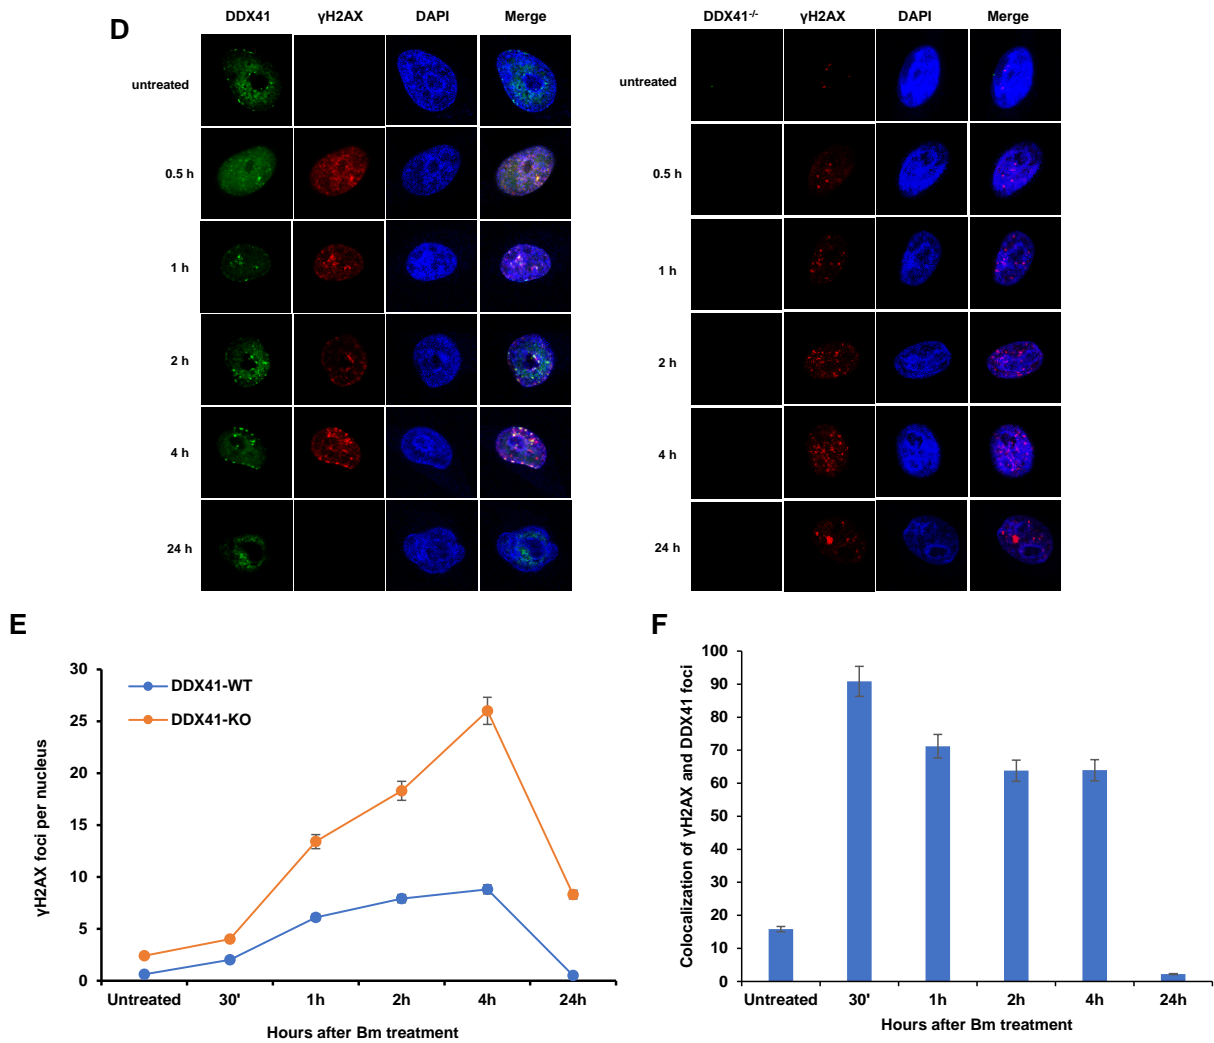 D
DDX41 γH2AX DAPI Merge
untreated
0.5 h
1 h
2 h
4 h
24 h
DDX41-/- γH2AX DAPI Merge
untreated
0.5 h
1 h
2 h
4 h
24 h
E
γH2AX foci per nucleus
30
25
20
15
10
5
0
DDX41-WT
DDX41-KO
Untreated 30' 1h 2h 4h 24h
Hours after Bm treatment
F
Colocalization of γH2AX and DDX41 foci
100
90
80
70
60
50
40
30
20
10
0
Untreated 30' 1h 2h 4h 24h
Hours after Bm treatment